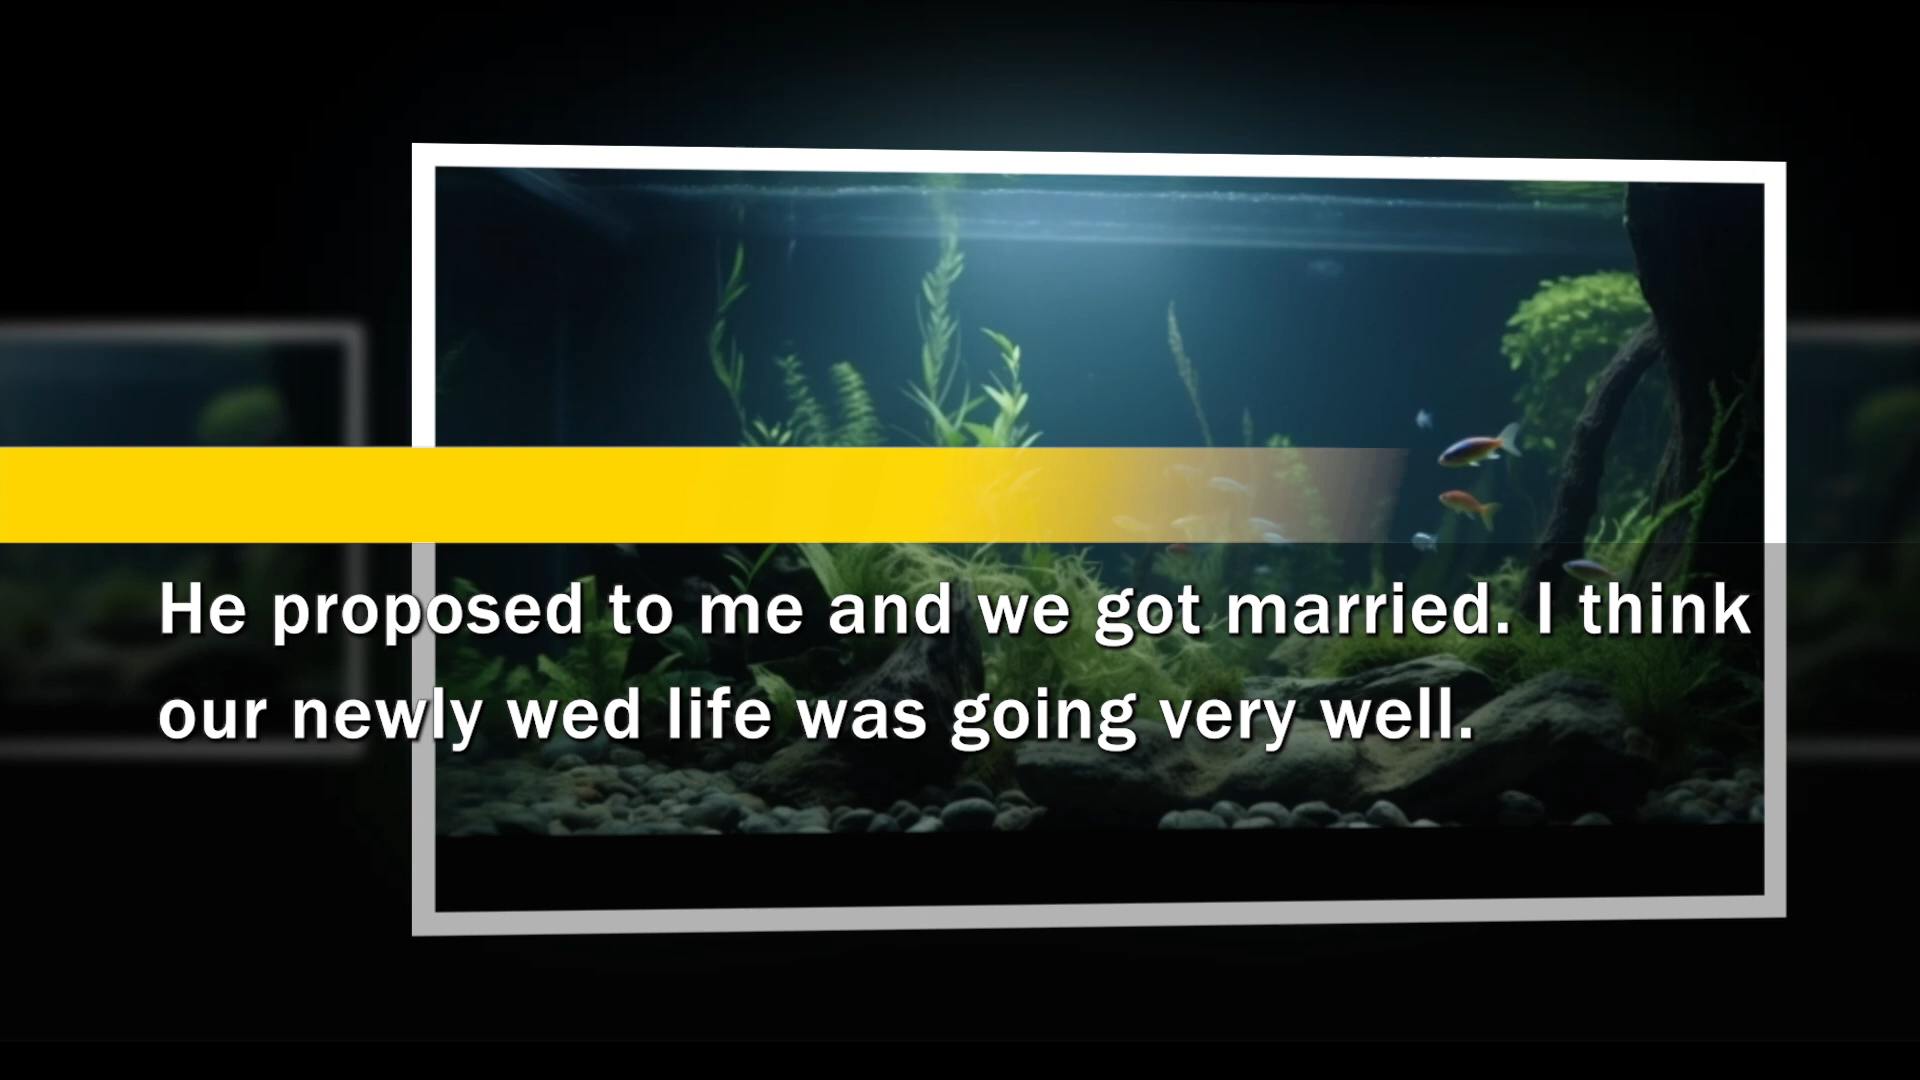 He proposed to me and we got married. I think
our newly wed life was going very well.